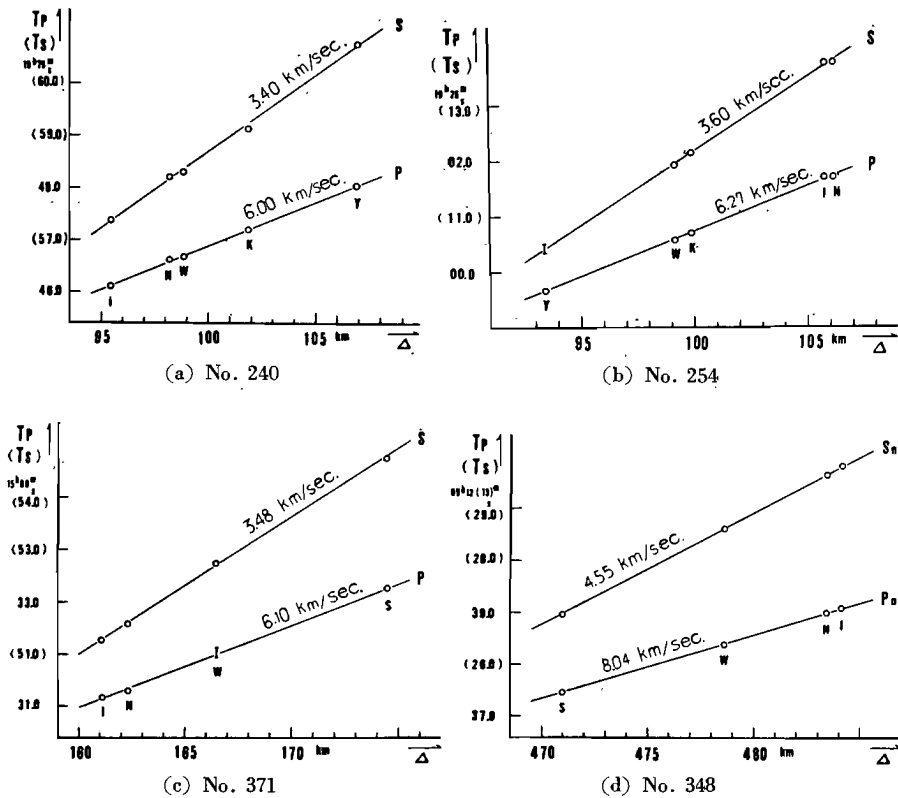 Tp
(Ts)
S
(60.0)
3.40 km/sec.
(59.0)
48.0
P
6.00 km/sec.
(57.0)
46.0
I N W K Y
95 100 105 km Δ
(a) No. 240
Tp
(Ts)
S
(13.0)
3.60 km/sec.
02.0
P
6.27 km/sec.
(11.0)
00.0
Y W K I N
95 100 105 km Δ
(b) No. 254
Tp
(Ts)
S
(54.0)
3.48 km/sec.
(53.0)
33.0
P
6.10 km/sec.
S
(51.0)
W
31.0
I N
160 165 170 km Δ
(c) No. 371
Tp
(Ts)
Sn
(29.0)
4.55 km/sec.
(28.0)
39.0
Pn
8.04 km/sec.
N I
W
(26.0)
S
37.0
470 475 480 km Δ
(d) No. 348